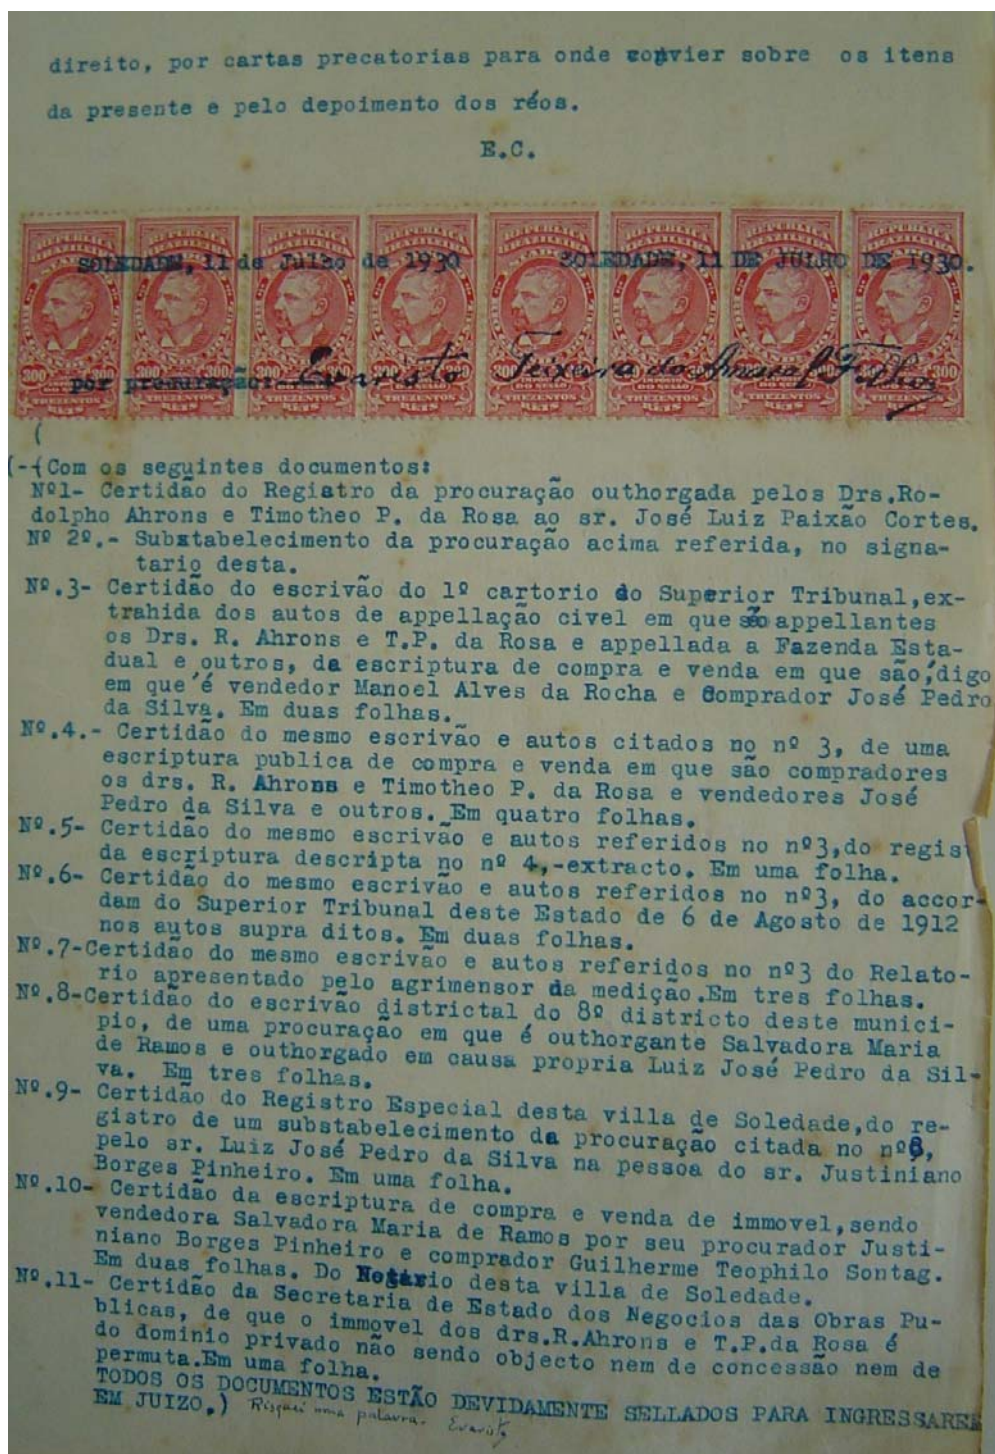 direito, por cartas precatorias para onde convier sobre os itens
da presente e pelo depoimento dos réos.
E.C.
REPUBLICA BRAZILEIRA
SOLEDADE, 11 de Julho de 1930 SOLEDADE, 11 DE JULHO DE 1930.
por procuração: Evaristo Teixeira do Amaral Filho
300 TREZENTOS RÉIS
(-(Com os seguintes documentos:
Nº1- Certidão do Registro da procuração outhorgada pelos Drs.Ro-
dolpho Ahrons e Timotheo P. da Rosa ao sr. José Luiz Paixão Cortes.
Nº 2º.- Substabelecimento da procuração acima referida, no signa-
tario desta.
Nº.3- Certidão do escrivão do 1º cartorio do Superior Tribunal,ex-
trahida dos autos de appellação civel em que são appellantes
os Drs. R. Ahrons e T.P. da Rosa e appellada a Fazenda Esta-
dual e outros, da escriptura de compra e venda em que são,digo
em que é vendedor Manoel Alves da Rocha e Comprador José Pedro
da Silva. Em duas folhas.
Nº.4.- Certidão do mesmo escrivão e autos citados no nº 3, de uma
escriptura publica de compra e venda em que são compradores
os drs. R. Ahrons e Timotheo P. da Rosa e vendedores José
Pedro da Silva e outros. Em quatro folhas.
Nº.5- Certidão do mesmo escrivão e autos referidos no nº3,do regist
da escriptura descripta no nº 4,-extracto. Em uma folha.
Nº.6- Certidão do mesmo escrivão e autos referidos no nº3, do accor-
dam do Superior Tribunal deste Estado de 6 de Agosto de 1912
nos autos supra ditos. Em duas folhas.
Nº.7-Certidão do mesmo escrivão e autos referidos no nº3 do Relato-
rio apresentado pelo agrimensor da medição.Em tres folhas.
Nº.8-Certidão do escrivão districtal do 8º districto deste munici-
pio, de uma procuração em que é outhorgante Salvadora Maria
de Ramos e outhorgado em causa propria Luiz José Pedro da Sil-
va. Em tres folhas.
Nº.9- Certidão do Registro Especial desta villa de Soledade,do re-
gistro de um substabelecimento da procuração citada no nº8,
pelo sr. Luiz José Pedro da Silva na pessoa do sr. Justiniano
Borges Pinheiro. Em uma folha.
Nº.10- Certidão da escriptura de compra e venda de immovel,sendo
vendedora Salvadora Maria de Ramos por seu procurador Justi-
niano Borges Pinheiro e comprador Guilherme Teophilo Sontag.
Em duas folhas. Do Notario desta villa de Soledade.
Nº.11- Certidão da Secretaria de Estado dos Negocios das Obras Pu-
blicas, de que o immovel dos drs.R.Ahrons e T.P.da Rosa é
do dominio privado não sendo objecto nem de concessão nem de
permuta.Em uma folha.
TODOS OS DOCUMENTOS ESTÃO DEVIDAMENTE SELLADOS PARA INGRESSAREM
EM JUIZO.) Risquei uma palavra. Evaristo